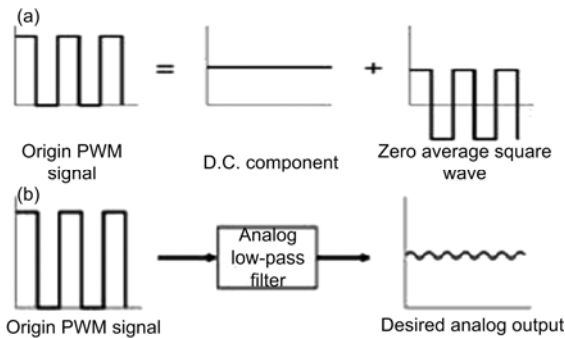 (a)
=
+
Origin PWM
signal
D.C. component
Zero average square
wave
(b)
Analog
low-pass
filter
Origin PWM signal
Desired analog output